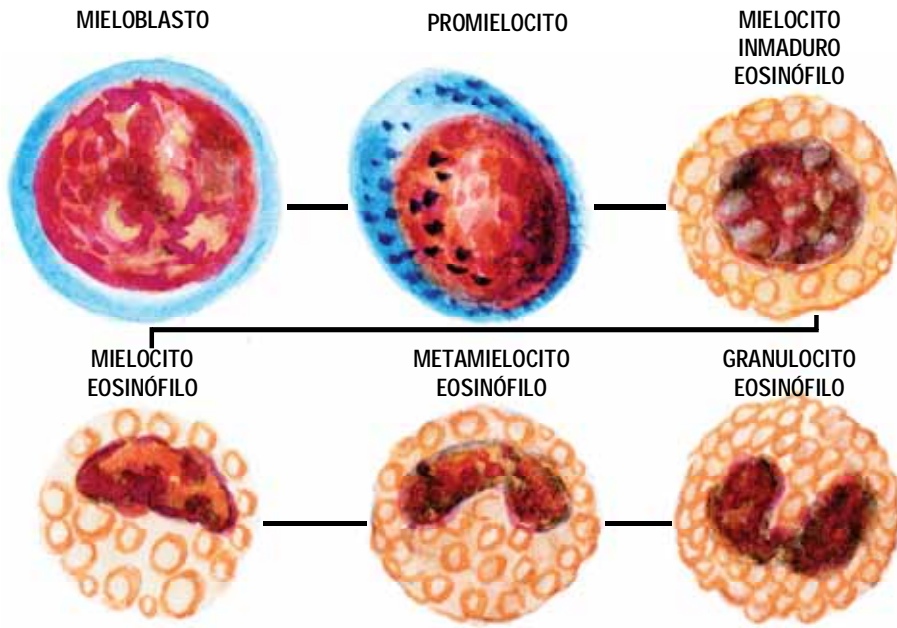 MIELOBLASTO
PROMIELOCITO
MIELOCITO
INMADURO
EOSINÓFILO
MIELOCITO
EOSINÓFILO
METAMIELOCITO
EOSINÓFILO
GRANULOCITO
EOSINÓFILO